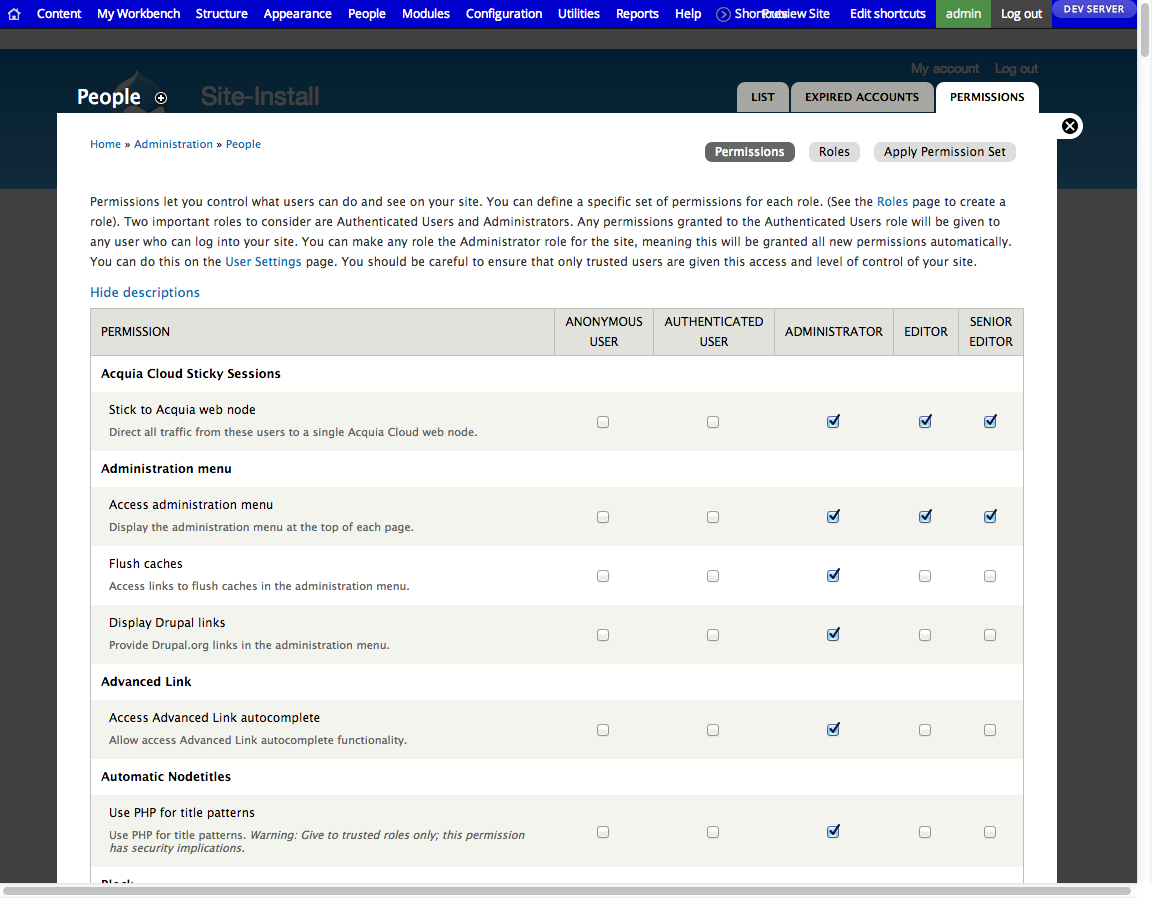 Content My Workbench Structure Appearance People Modules Configuration Utilities Reports Help Shortcuts Preview Site Edit shortcuts admin Log out DEV SERVER
My account Log out
People Site-Install
LIST EXPIRED ACCOUNTS PERMISSIONS
Home » Administration » People
Permissions Roles Apply Permission Set
Permissions let you control what users can do and see on your site. You can define a specific set of permissions for each role. (See the Roles page to create a
role). Two important roles to consider are Authenticated Users and Administrators. Any permissions granted to the Authenticated Users role will be given to
any user who can log into your site. You can make any role the Administrator role for the site, meaning this will be granted all new permissions automatically.
You can do this on the User Settings page. You should be careful to ensure that only trusted users are given this access and level of control of your site.
Hide descriptions
PERMISSION ANONYMOUS USER AUTHENTICATED USER ADMINISTRATOR EDITOR SENIOR EDITOR
Acquia Cloud Sticky Sessions
Stick to Acquia web node
Direct all traffic from these users to a single Acquia Cloud web node.
Administration menu
Access administration menu
Display the administration menu at the top of each page.
Flush caches
Access links to flush caches in the administration menu.
Display Drupal links
Provide Drupal.org links in the administration menu.
Advanced Link
Access Advanced Link autocomplete
Allow access Advanced Link autocomplete functionality.
Automatic Nodetitles
Use PHP for title patterns
Use PHP for title patterns. Warning: Give to trusted roles only; this permission
has security implications.